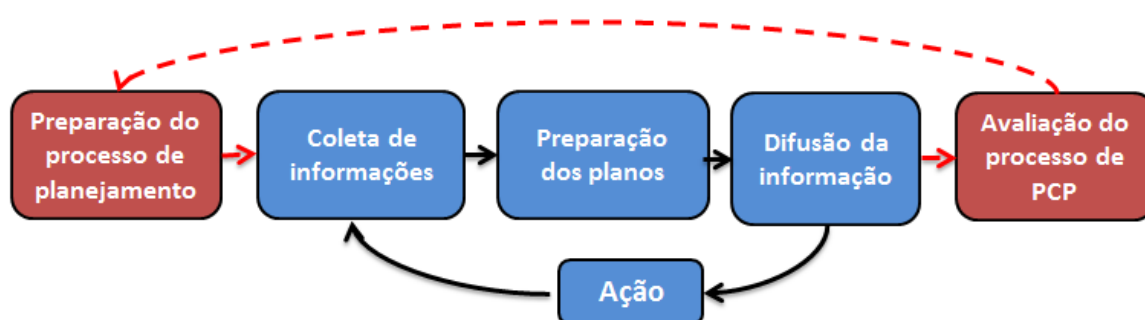 Preparação do
processo de
planejamento
Coleta de
informações
Preparação
dos planos
Difusão da
informação
Avaliação do
processo de
PCP
Ação